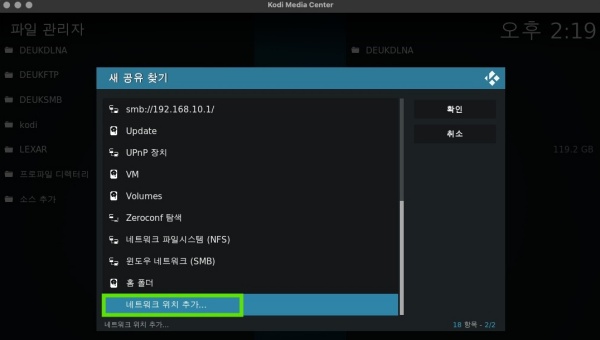 Kodi Media Center
파일 관리자
오후 2:19
DEUKDLNA
DEUKDLNA
DEUKFTP
DEUKSMB
kodi
LEXAR
119.2 GB
프로파일 디렉터리
소스 추가
새 공유 찾기
smb://192.168.10.1/
Update
UPnP 장치
VM
Volumes
Zeroconf 탐색
네트워크 파일시스템 (NFS)
윈도우 네트워크 (SMB)
홈 폴더
네트워크 위치 추가...
확인
취소
네트워크 위치 추가...
18 항목 - 2/2